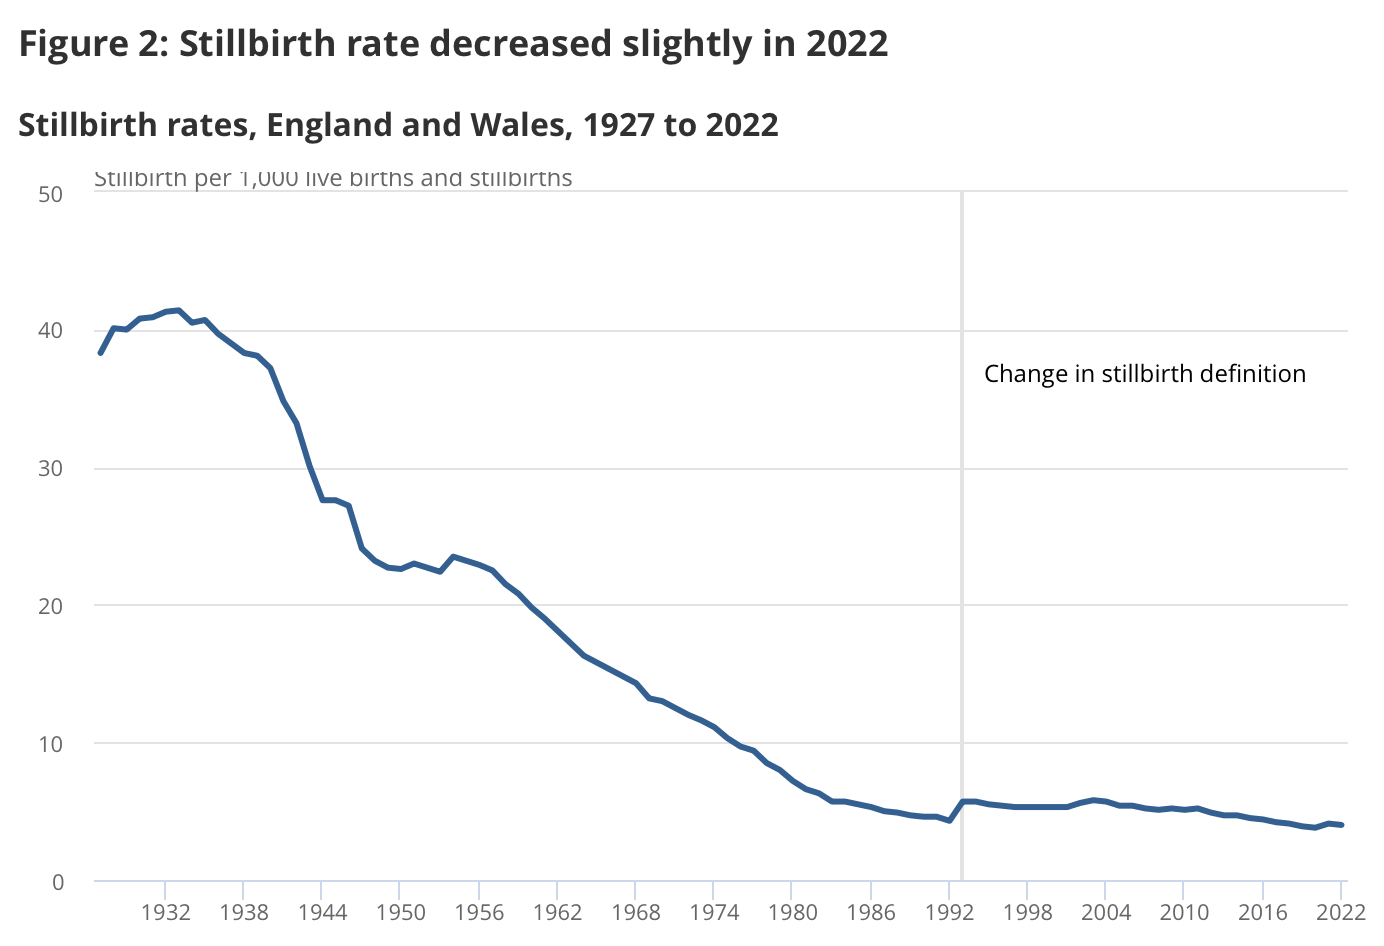 Figure 2: Stillbirth rate decreased slightly in 2022
Stillbirth rates, England and Wales, 1927 to 2022
Stillbirth per 1,000 live births and stillbirths
50
40
Change in stillbirth definition
30
20
10
0
1932 1938 1944 1950 1956 1962 1968 1974 1980 1986 1992 1998 2004 2010 2016 2022